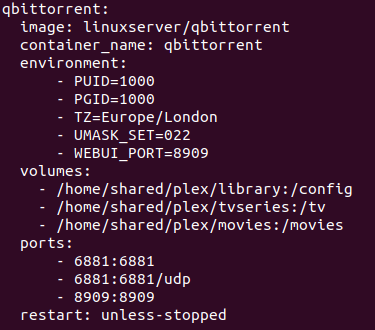 qbittorrent:
  image: linuxserver/qbittorrent
  container_name: qbittorrent
  environment:
      - PUID=1000
      - PGID=1000
      - TZ=Europe/London
      - UMASK_SET=022
      - WEBUI_PORT=8909
  volumes:
    - /home/shared/plex/library:/config
    - /home/shared/plex/tvseries:/tv
    - /home/shared/plex/movies:/movies
  ports:
      - 6881:6881
      - 6881:6881/udp
      - 8909:8909
  restart: unless-stopped